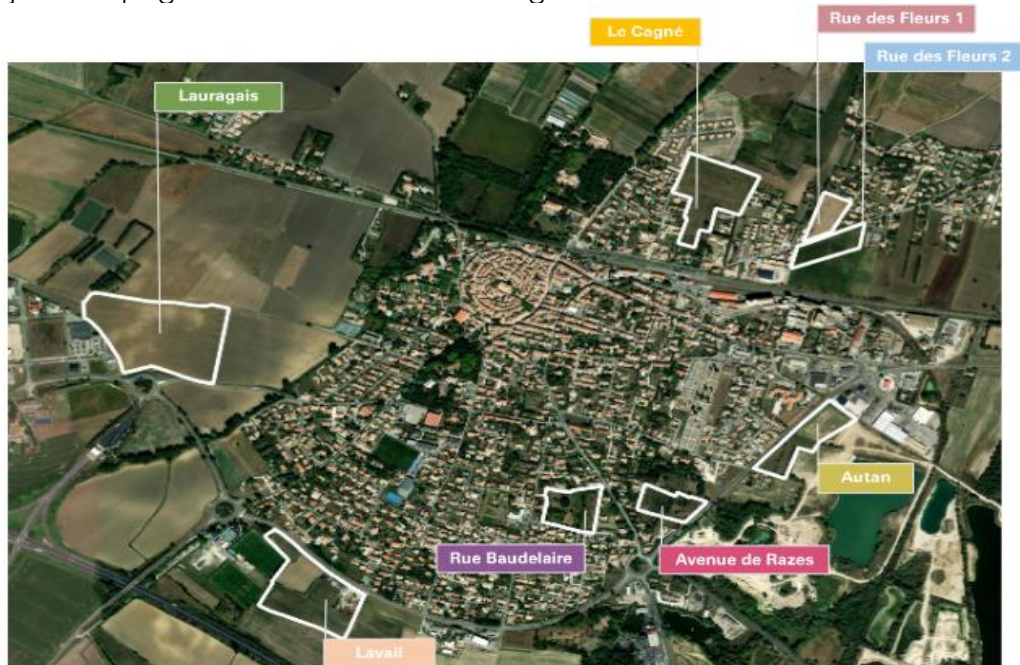 Rue des Fleurs 1
Le Cagné
Rue des Fleurs 2
Lauragais
Autan
Rue Baudelaire
Avenue de Razes
Lavail